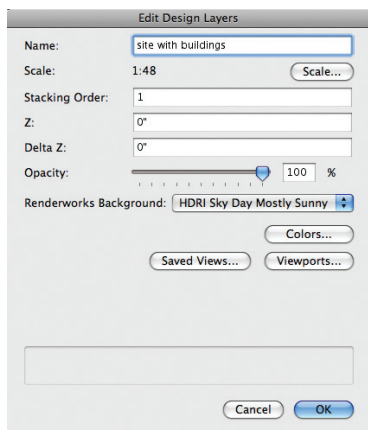 Edit Design Layers
Name: site with buildings
Scale: 1:48 Scale...
Stacking Order: 1
Z: 0"
Delta Z: 0"
Opacity: 100 %
Renderworks Background: HDRI Sky Day Mostly Sunny
Colors...
Saved Views... Viewports...
Cancel OK